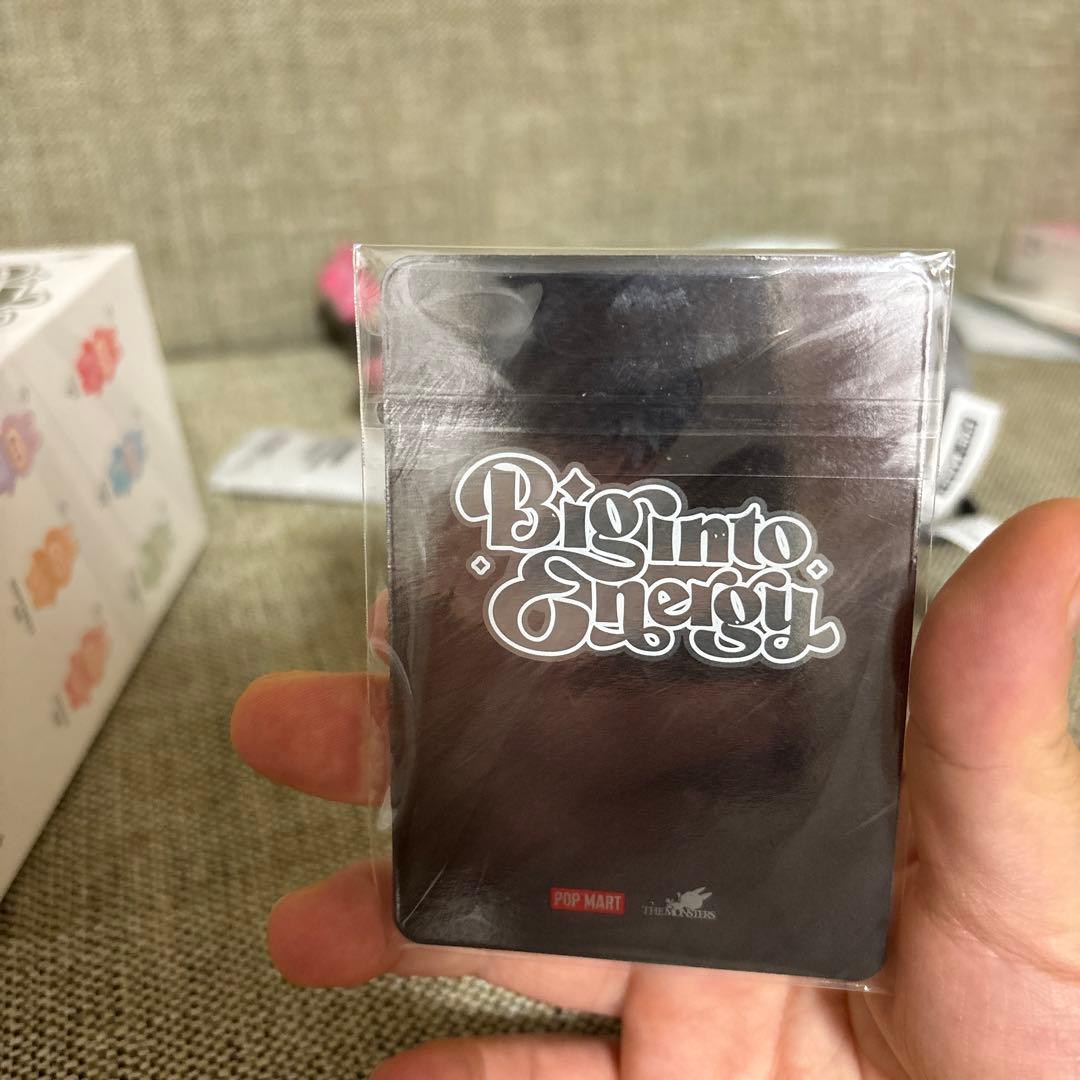 Big into
Energy
POP MART
THE MONSTERS